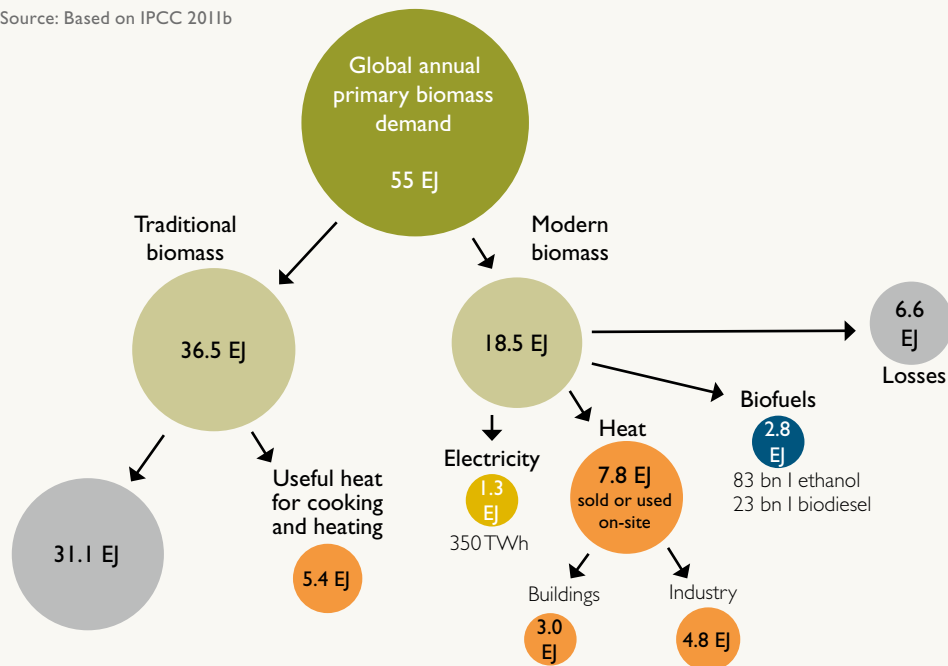 Source: Based on IPCC 2011b
Global annual
primary biomass
demand
55 EJ
Traditional
biomass
Modern
biomass
36.5 EJ
18.5 EJ
6.6
EJ
Losses
Biofuels
2.8
EJ
83 bn l ethanol
23 bn l biodiesel
Heat
7.8 EJ
sold or used
on-site
Electricity
1.3
EJ
350 TWh
Useful heat
for cooking
and heating
5.4 EJ
31.1 EJ
Buildings
3.0
EJ
Industry
4.8 EJ